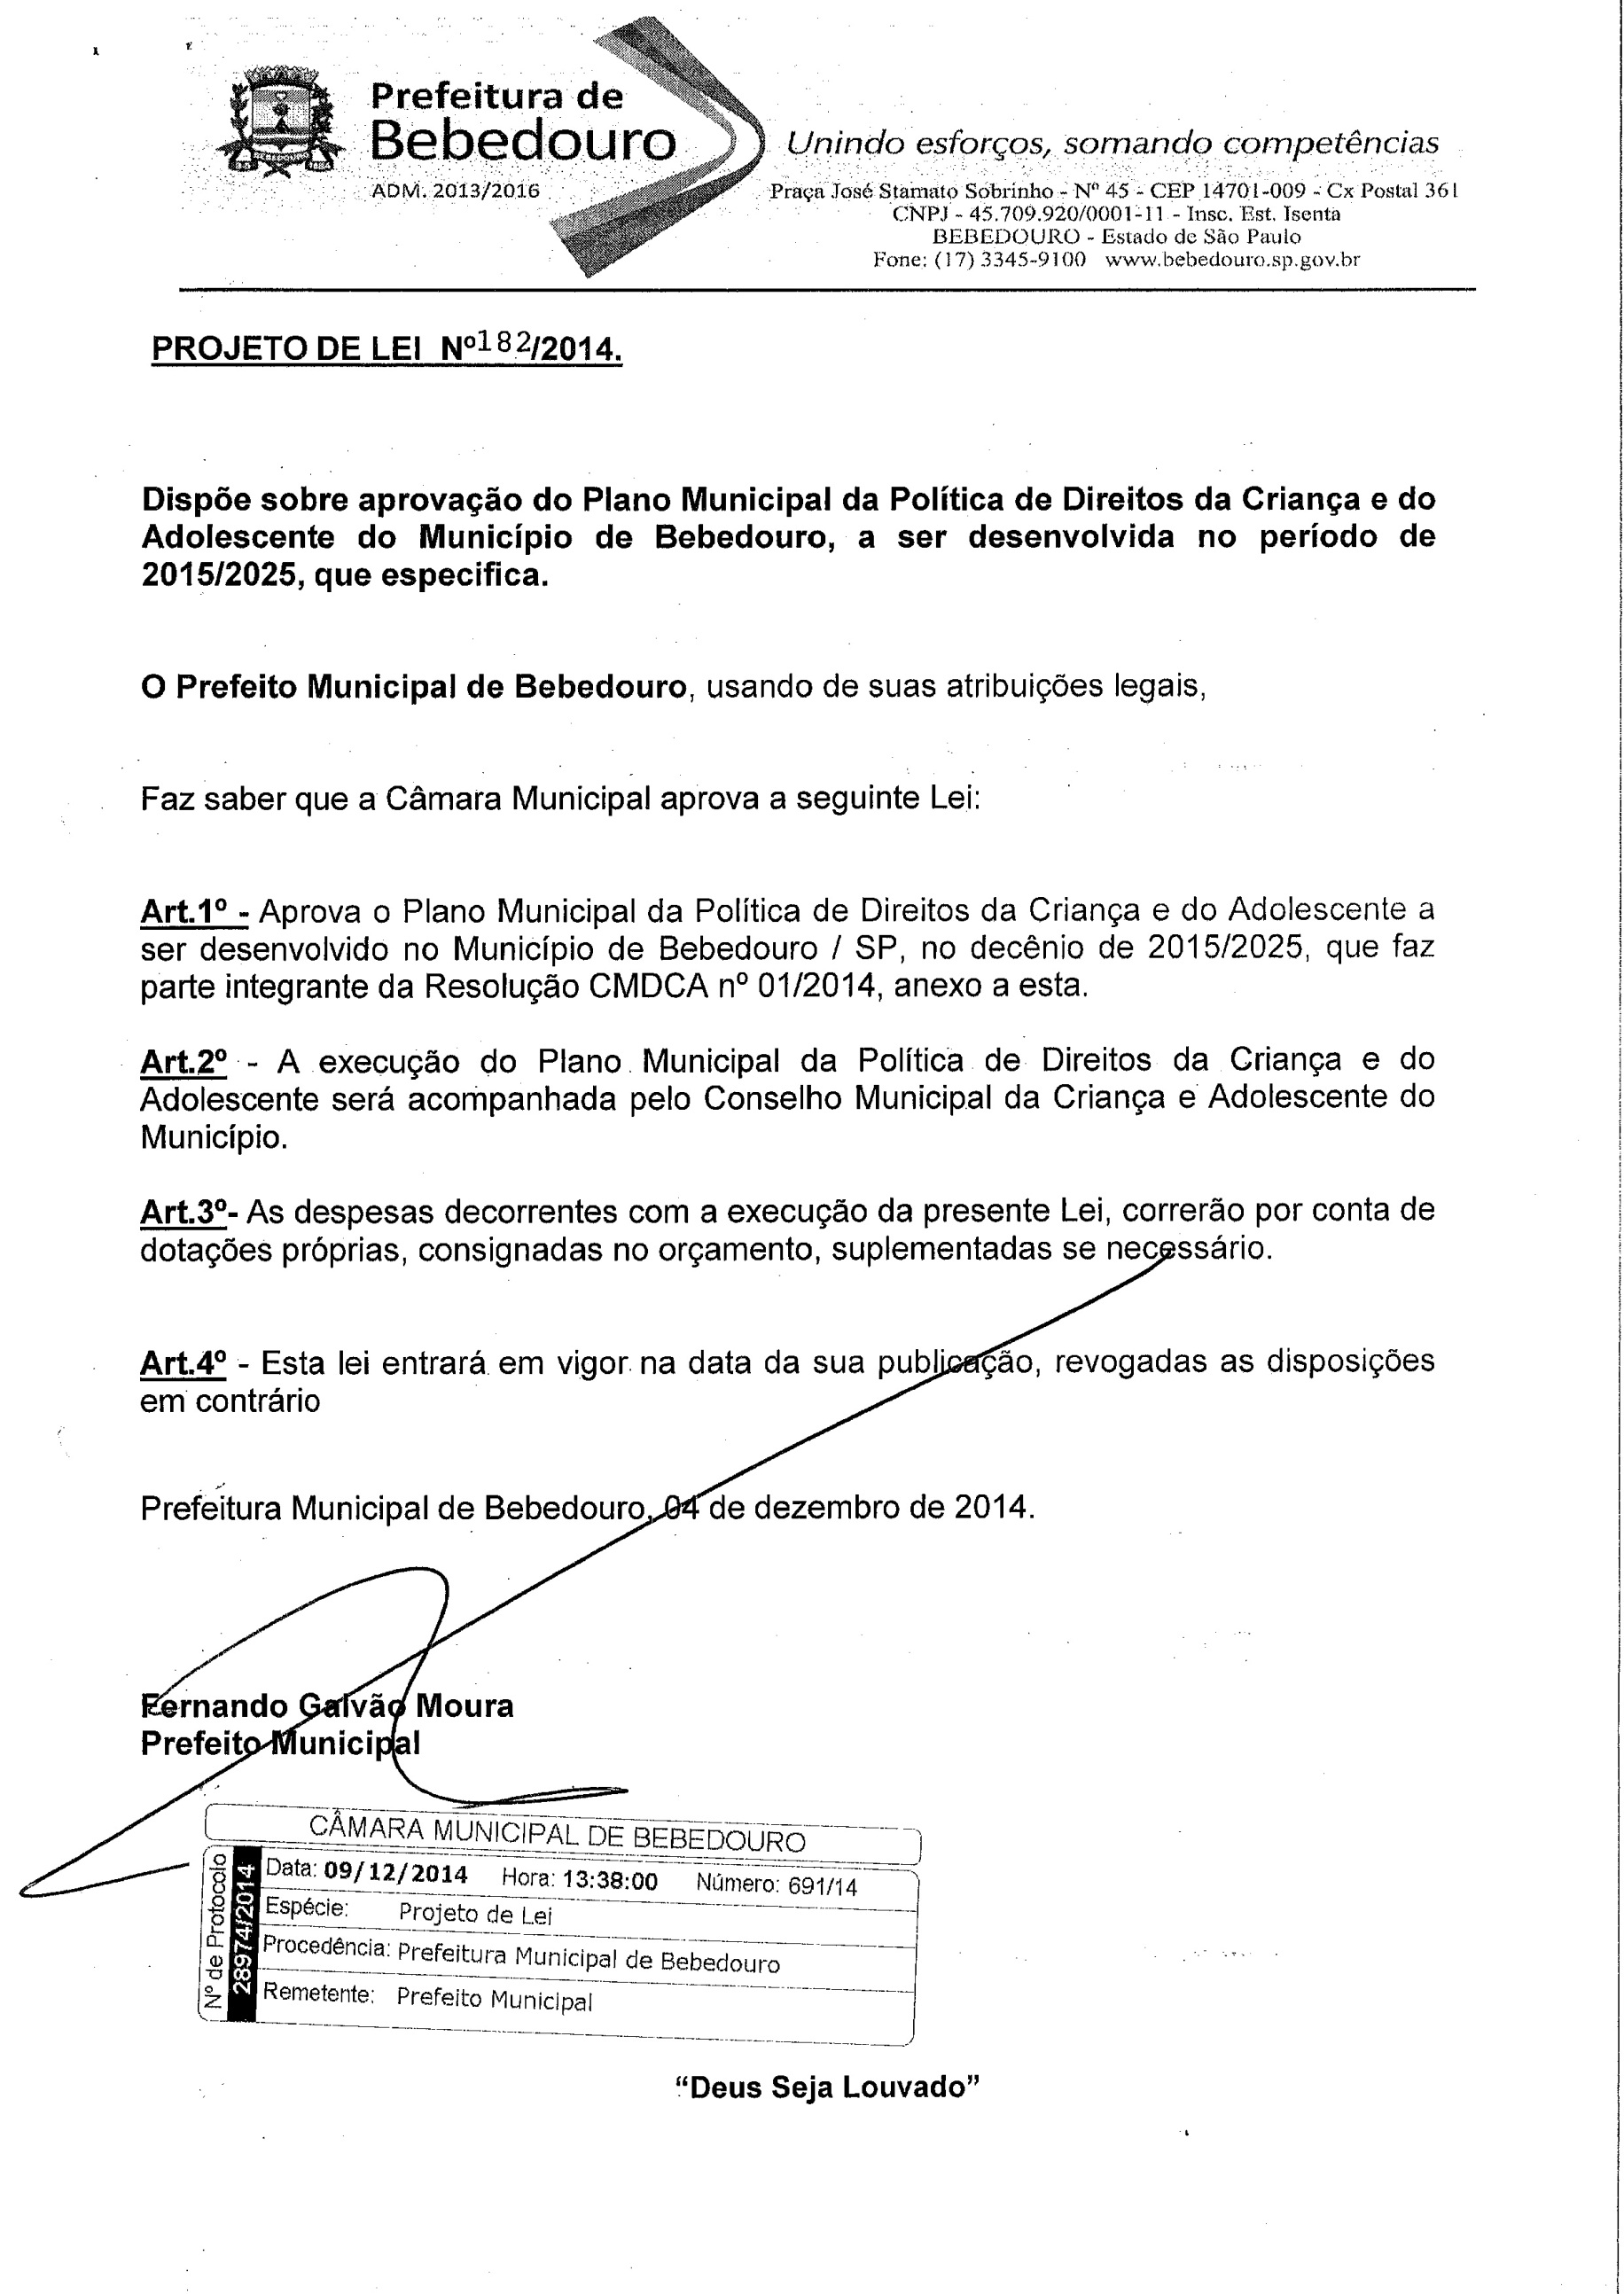 Prefeitura de
Bebedouro
ADM. 2013/2016
Unindo esforços, somando competências
Praça José Stamato Sobrinho - Nº 45 - CEP 14701-009 - Cx Postal 361
CNPJ - 45.709.920/0001-11 - Insc. Est. Isenta
BEBEDOURO - Estado de São Paulo
Fone: (17) 3345-9100 www.bebedouro.sp.gov.br
PROJETO DE LEI Nº182/2014.
Dispõe sobre aprovação do Plano Municipal da Política de Direitos da Criança e do
Adolescente do Município de Bebedouro, a ser desenvolvida no período de
2015/2025, que especifica.
O Prefeito Municipal de Bebedouro, usando de suas atribuições legais,
Faz saber que a Câmara Municipal aprova a seguinte Lei:
Art.1º - Aprova o Plano Municipal da Política de Direitos da Criança e do Adolescente a
ser desenvolvido no Município de Bebedouro / SP, no decênio de 2015/2025, que faz
parte integrante da Resolução CMDCA nº 01/2014, anexo a esta.
Art.2º - A execução do Plano Municipal da Política de Direitos da Criança e do
Adolescente será acompanhada pelo Conselho Municipal da Criança e Adolescente do
Município.
Art.3º- As despesas decorrentes com a execução da presente Lei, correrão por conta de
dotações próprias, consignadas no orçamento, suplementadas se necessário.
Art.4º - Esta lei entrará em vigor na data da sua publicação, revogadas as disposições
em contrário
Prefeitura Municipal de Bebedouro, 04 de dezembro de 2014.
Fernando Galvão Moura
Prefeito Municipal
CÂMARA MUNICIPAL DE BEBEDOURO
Nº de Protocolo
28974/2014
Data: 09/12/2014 Hora: 13:38:00 Número: 691/14
Espécie: Projeto de Lei
Procedência: Prefeitura Municipal de Bebedouro
Remetente: Prefeito Municipal
“Deus Seja Louvado”